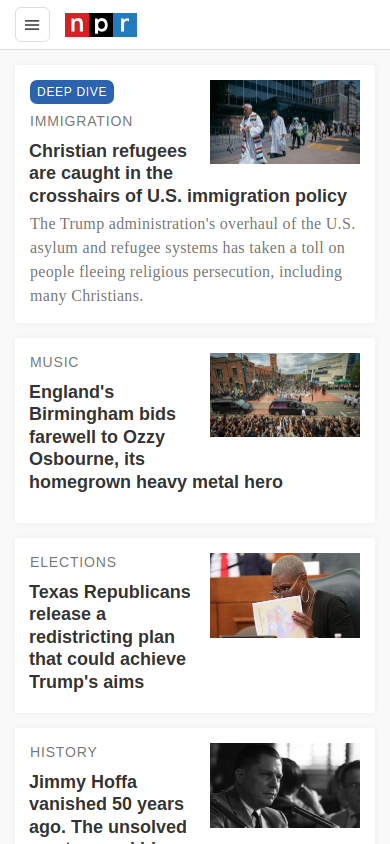 npr
DEEP DIVE
IMMIGRATION
Christian refugees
are caught in the
crosshairs of U.S. immigration policy
The Trump administration's overhaul of the U.S.
asylum and refugee systems has taken a toll on
people fleeing religious persecution, including
many Christians.
MUSIC
England's
Birmingham bids
farewell to Ozzy
Osbourne, its
homegrown heavy metal hero
ELECTIONS
Texas Republicans
release a
redistricting plan
that could achieve
Trump's aims
HISTORY
Jimmy Hoffa
vanished 50 years
ago. The unsolved